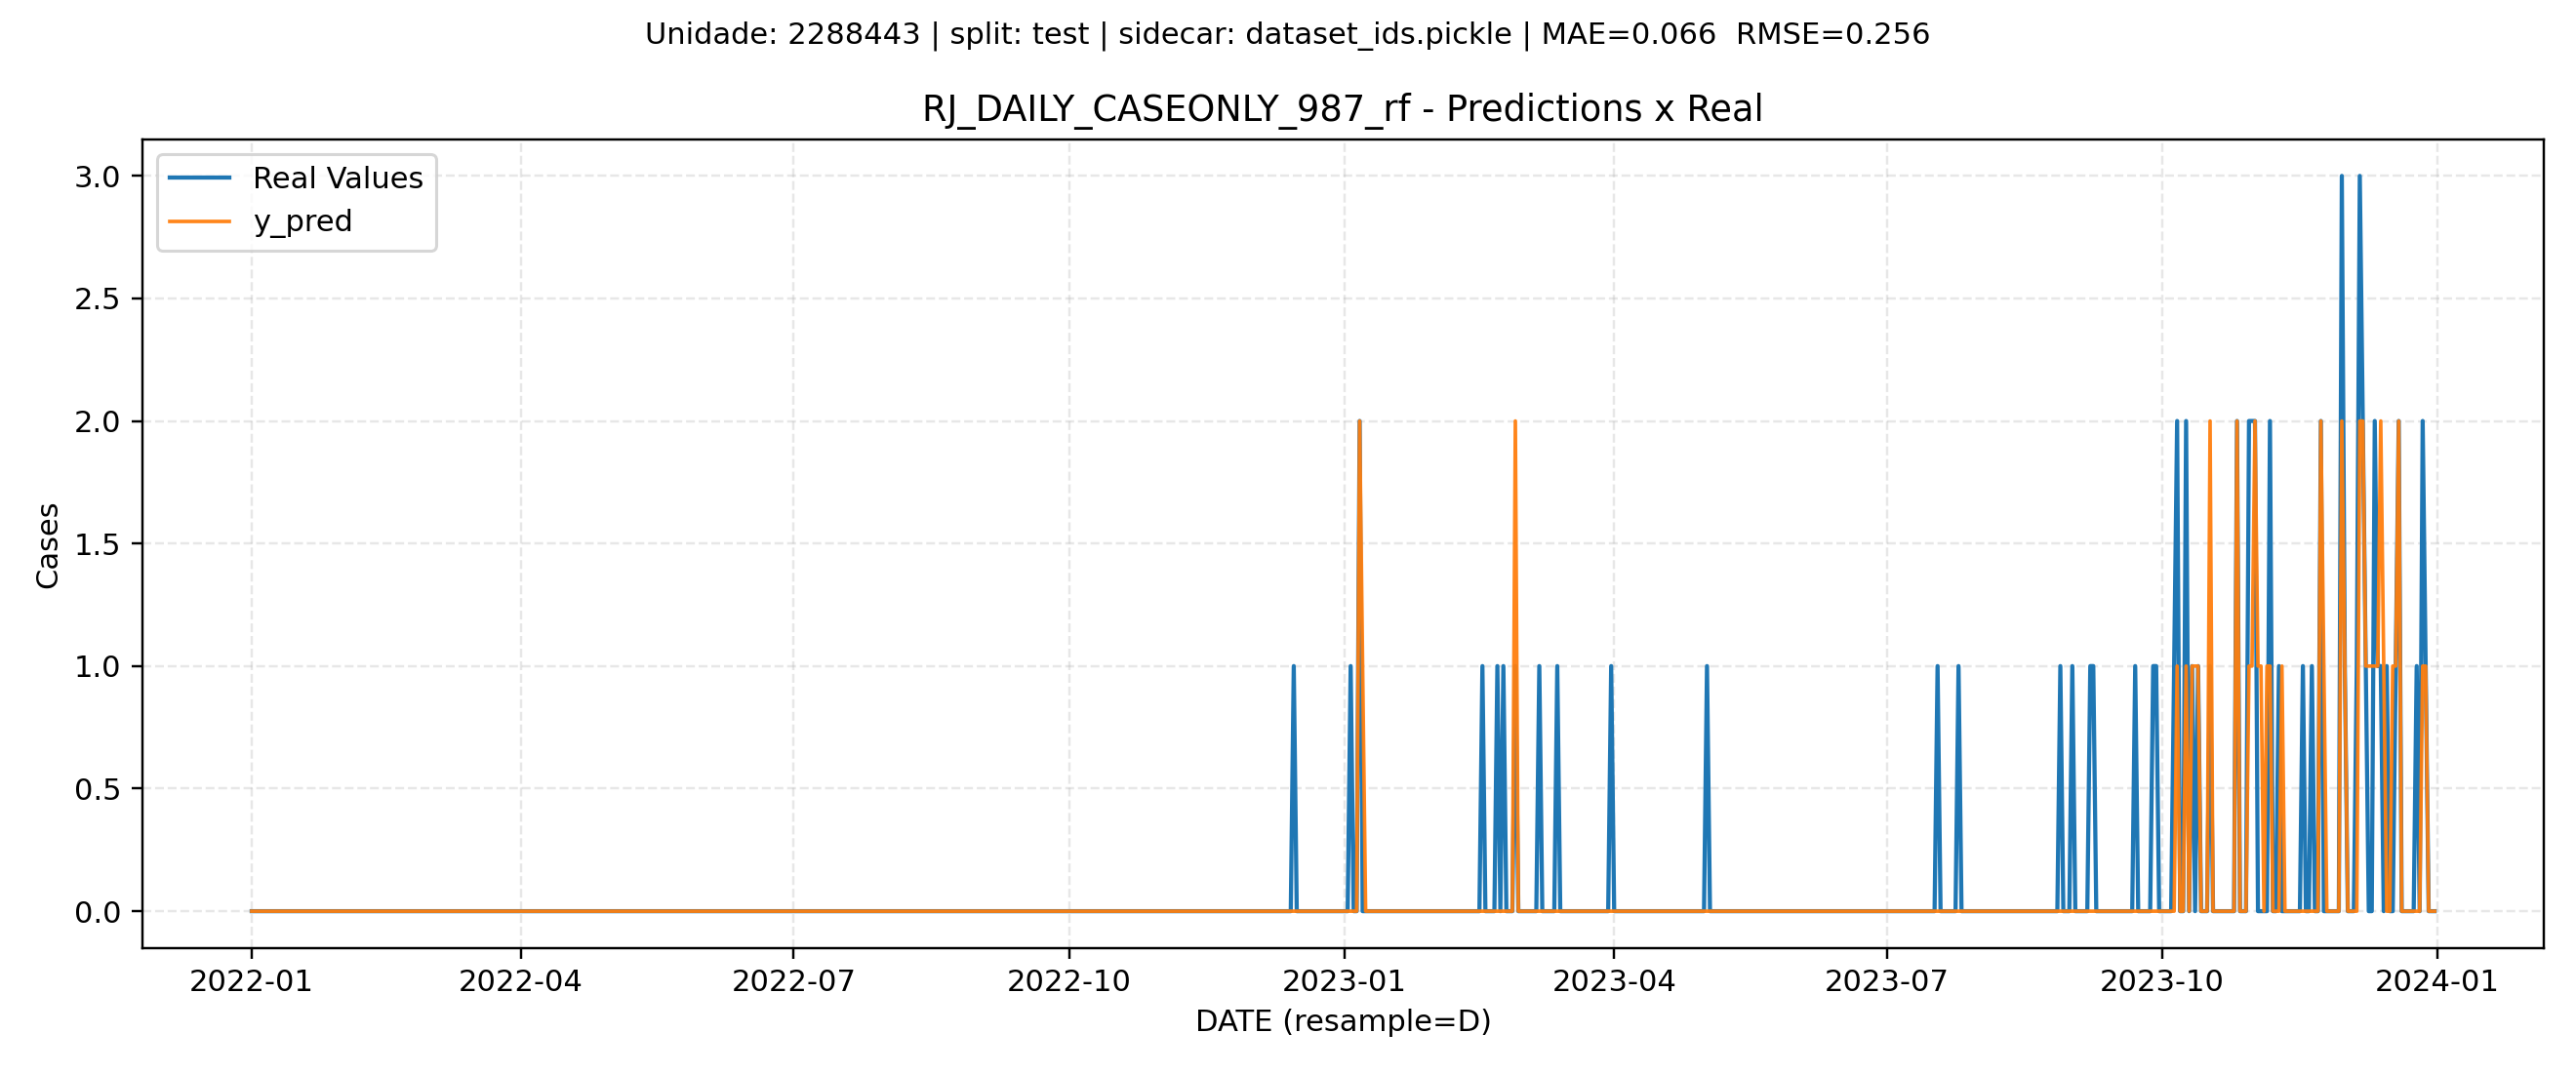 Unidade: 2288443 | split: test | sidecar: dataset_ids.pickle | MAE=0.066  RMSE=0.256
RJ_DAILY_CASEONLY_987_rf - Predictions x Real
Real Values
y_pred
Cases
3.0
2.5
2.0
1.5
1.0
0.5
0.0
2022-01 2022-04 2022-07 2022-10 2023-01 2023-04 2023-07 2023-10 2024-01
DATE (resample=D)